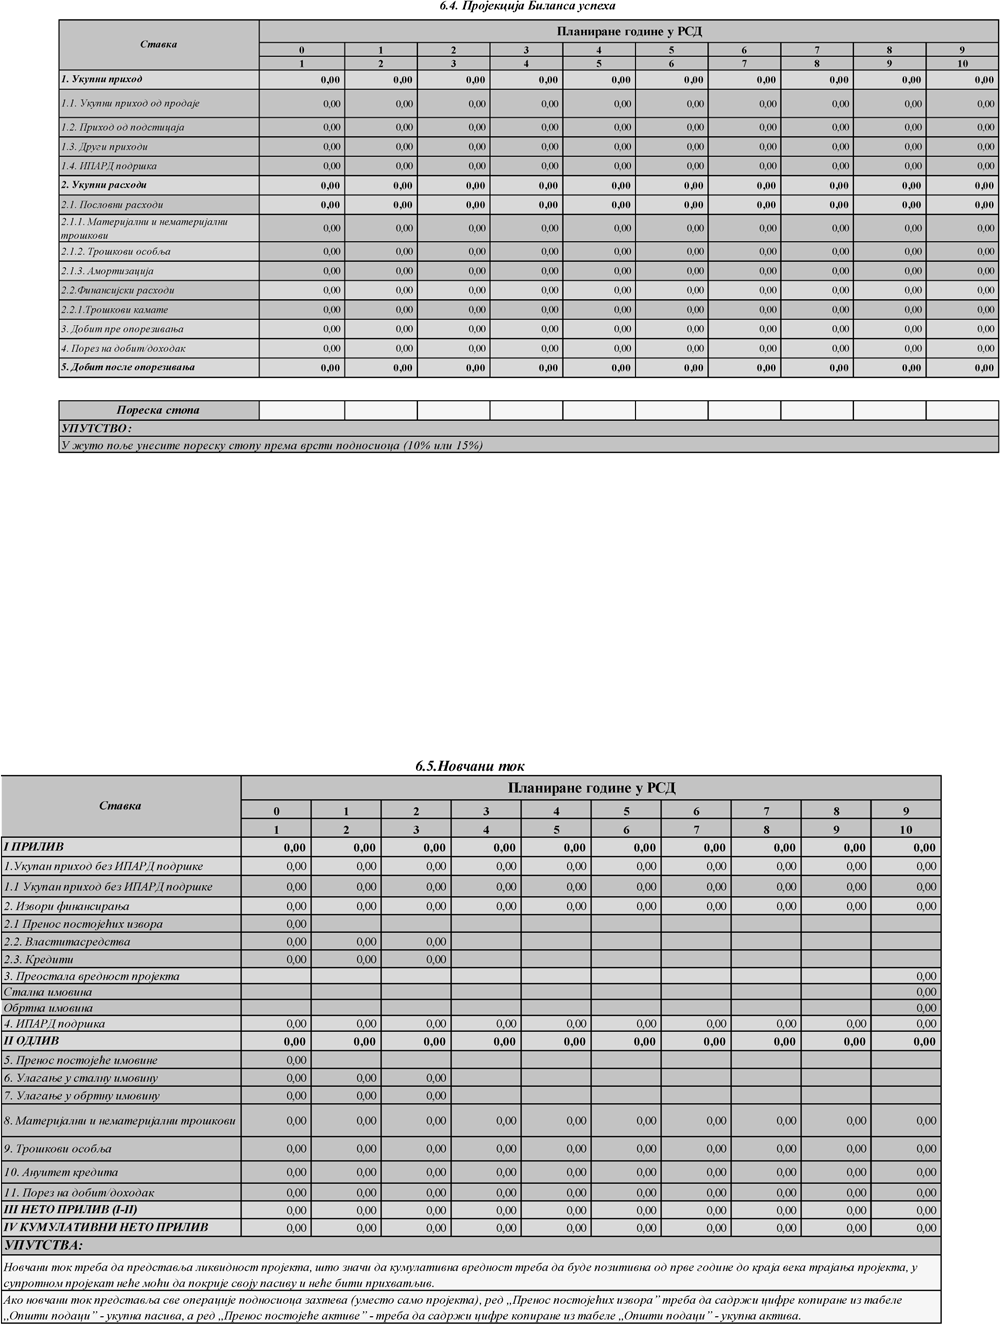 6.4. Пројекција Биланса успеха
Ставка Планиране године у РСД
0 1 2 3 4 5 6 7 8 9
1 2 3 4 5 6 7 8 9 10
1. Укупни приход 0,00 0,00 0,00 0,00 0,00 0,00 0,00 0,00 0,00 0,00
1.1. Укупни приход од продаје 0,00 0,00 0,00 0,00 0,00 0,00 0,00 0,00 0,00 0,00
1.2. Приход од подстицаја 0,00 0,00 0,00 0,00 0,00 0,00 0,00 0,00 0,00 0,00
1.3. Други приходи 0,00 0,00 0,00 0,00 0,00 0,00 0,00 0,00 0,00 0,00
1.4. ИПАРД подршка 0,00 0,00 0,00 0,00 0,00 0,00 0,00 0,00 0,00 0,00
2. Укупни расходи 0,00 0,00 0,00 0,00 0,00 0,00 0,00 0,00 0,00 0,00
2.1. Пословни расходи 0,00 0,00 0,00 0,00 0,00 0,00 0,00 0,00 0,00 0,00
2.1.1. Материјални и нематеријални
трошкови 0,00 0,00 0,00 0,00 0,00 0,00 0,00 0,00 0,00 0,00
2.1.2. Трошкови особља 0,00 0,00 0,00 0,00 0,00 0,00 0,00 0,00 0,00 0,00
2.1.3. Амортизација 0,00 0,00 0,00 0,00 0,00 0,00 0,00 0,00 0,00 0,00
2.2.Финансијски расходи 0,00 0,00 0,00 0,00 0,00 0,00 0,00 0,00 0,00 0,00
2.2.1.Трошкови камате 0,00 0,00 0,00 0,00 0,00 0,00 0,00 0,00 0,00 0,00
3. Добит пре опорезивања 0,00 0,00 0,00 0,00 0,00 0,00 0,00 0,00 0,00 0,00
4. Порез на добит/доходак 0,00 0,00 0,00 0,00 0,00 0,00 0,00 0,00 0,00 0,00
5. Добит после опорезивања 0,00 0,00 0,00 0,00 0,00 0,00 0,00 0,00 0,00 0,00
Пореска стопа
УПУТСТВО:
У жуто поље унесите пореску стопу према врсти подносиоца (10% или 15%)
6.5.Новчани ток
Ставка Планиране године у РСД
0 1 2 3 4 5 6 7 8 9
1 2 3 4 5 6 7 8 9 10
I ПРИЛИВ 0,00 0,00 0,00 0,00 0,00 0,00 0,00 0,00 0,00 0,00
1.Укупан приход без ИПАРД подршке 0,00 0,00 0,00 0,00 0,00 0,00 0,00 0,00 0,00 0,00
1.1 Укупан приход без ИПАРД подршке 0,00 0,00 0,00 0,00 0,00 0,00 0,00 0,00 0,00 0,00
2. Извори финансирања 0,00 0,00 0,00 0,00 0,00 0,00 0,00 0,00 0,00 0,00
2.1 Пренос постојећих извора 0,00
2.2. Властитасредства 0,00 0,00 0,00
2.3. Кредити 0,00 0,00 0,00
3. Преостала вредност пројекта 0,00
Стална имовина 0,00
Обртна имовина 0,00
4. ИПАРД подршка 0,00 0,00 0,00 0,00 0,00 0,00 0,00 0,00 0,00 0,00
II ОДЛИВ 0,00 0,00 0,00 0,00 0,00 0,00 0,00 0,00 0,00 0,00
5. Пренос постојеће имовине 0,00
6. Улагање у сталну имовину 0,00 0,00 0,00
7. Улагање у обртну имовину 0,00 0,00 0,00
8. Материјални и нематеријални трошкови 0,00 0,00 0,00 0,00 0,00 0,00 0,00 0,00 0,00 0,00
9. Трошкови особља 0,00 0,00 0,00 0,00 0,00 0,00 0,00 0,00 0,00 0,00
10. Ануитет кредита 0,00 0,00 0,00 0,00 0,00 0,00 0,00 0,00 0,00 0,00
11. Порез на добит/доходак 0,00 0,00 0,00 0,00 0,00 0,00 0,00 0,00 0,00 0,00
III НЕТО ПРИЛИВ (I-II) 0,00 0,00 0,00 0,00 0,00 0,00 0,00 0,00 0,00 0,00
IV КУМУЛАТИВНИ НЕТО ПРИЛИВ 0,00 0,00 0,00 0,00 0,00 0,00 0,00 0,00 0,00 0,00
УПУТСТВА:
Новчани ток треба да представља ликвидност пројекта, што значи да кумулативна вредност треба да буде позитивна од прве године до краја века трајања пројекта, у
супротном пројекат неће моћи да покрије своју пасиву и неће бити прихватљив.
Ако новчани ток представља све операције подносиоца захтева (уместо само пројекта), ред „Пренос постојећих извора” треба да садржи цифре копиране из табеле
„Општи подаци” - укупна пасива, а ред „Пренос постојеће активе” - треба да садржи цифре копиране из табеле „Општи подаци” - укупна актива.